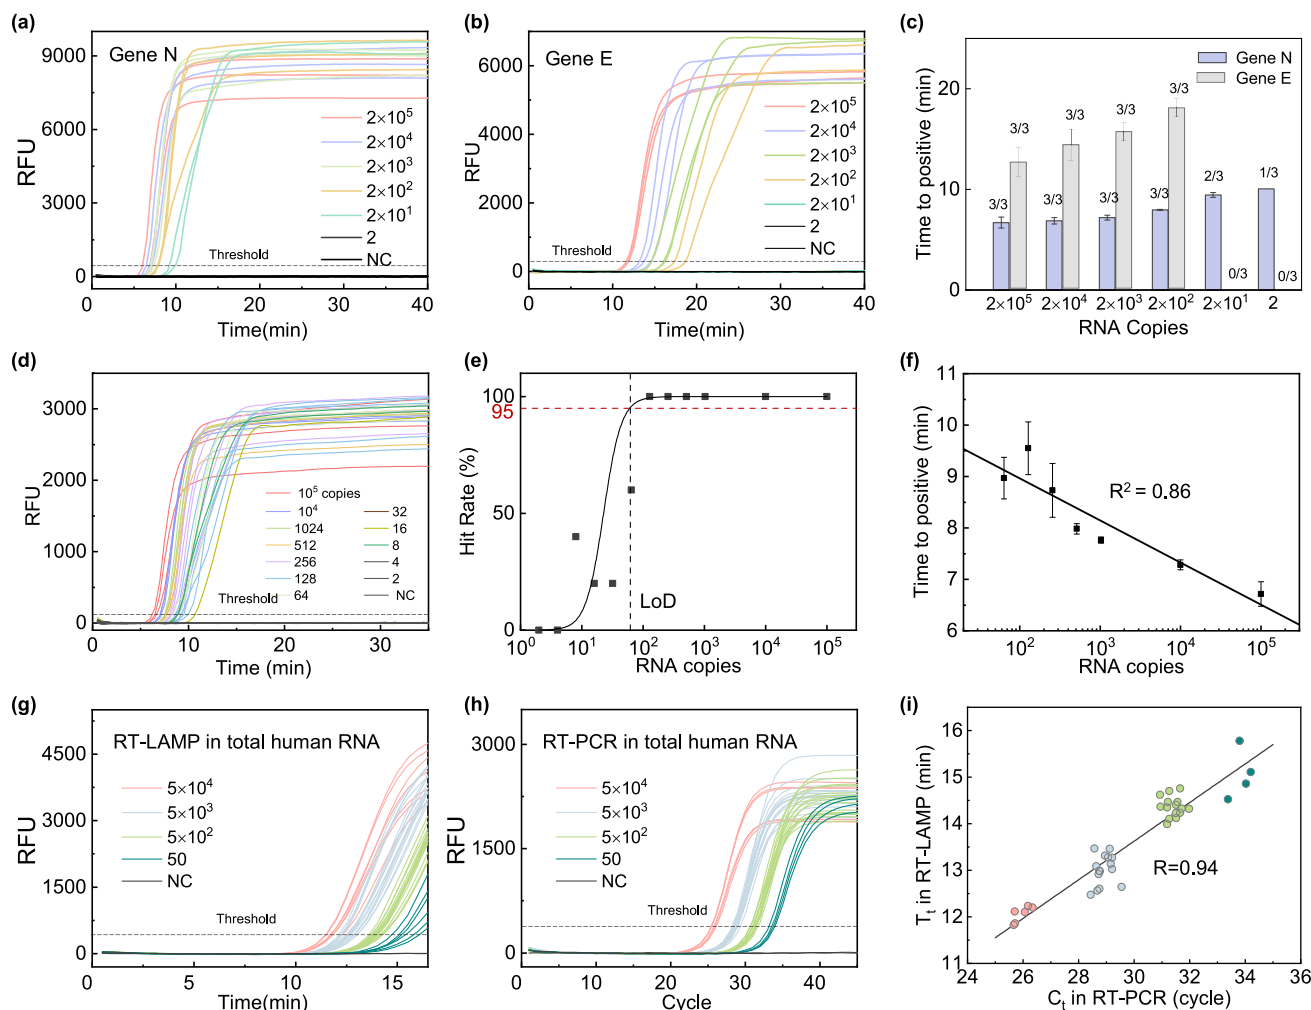 (a)
Gene N
RFU
9000
6000
3000
0
2×10⁵
2×10⁴
2×10³
2×10²
2×10¹
2
NC
Threshold
0 10 20 30 40
Time(min)
(b)
Gene E
RFU
6000
4000
2000
0
2×10⁵
2×10⁴
2×10³
2×10²
2×10¹
2
NC
Threshold
0 10 20 30 40
Time(min)
(c)
Gene N
Gene E
Time to positive (min)
20
10
0
3/3 3/3 3/3 3/3 3/3 3/3 3/3 3/3 2/3 0/3 1/3 0/3
2×10⁵ 2×10⁴ 2×10³ 2×10² 2×10¹ 2
RNA Copies
(d)
RFU
3000
2000
1000
0
10⁵ copies
10⁴
1024
512
256
128
64
32
16
8
4
2
NC
Threshold
0 10 20 30
Time (min)
(e)
Hit Rate (%)
100
95
50
0
LoD
10⁰ 10¹ 10² 10³ 10⁴ 10⁵
RNA copies
(f)
Time to positive (min)
11
10
9
8
7
6
R² = 0.86
10² 10³ 10⁴ 10⁵
RNA copies
(g)
RT-LAMP in total human RNA
RFU
4500
3000
1500
0
5×10⁴
5×10³
5×10²
50
NC
Threshold
0 5 10 15
Time(min)
(h)
RT-PCR in total human RNA
RFU
3000
1500
0
5×10⁴
5×10³
5×10²
50
NC
Threshold
0 10 20 30 40
Cycle
(i)
Tₜ in RT-LAMP (min)
16
15
14
13
12
11
R=0.94
24 26 28 30 32 34 36
Cₜ in RT-PCR (cycle)